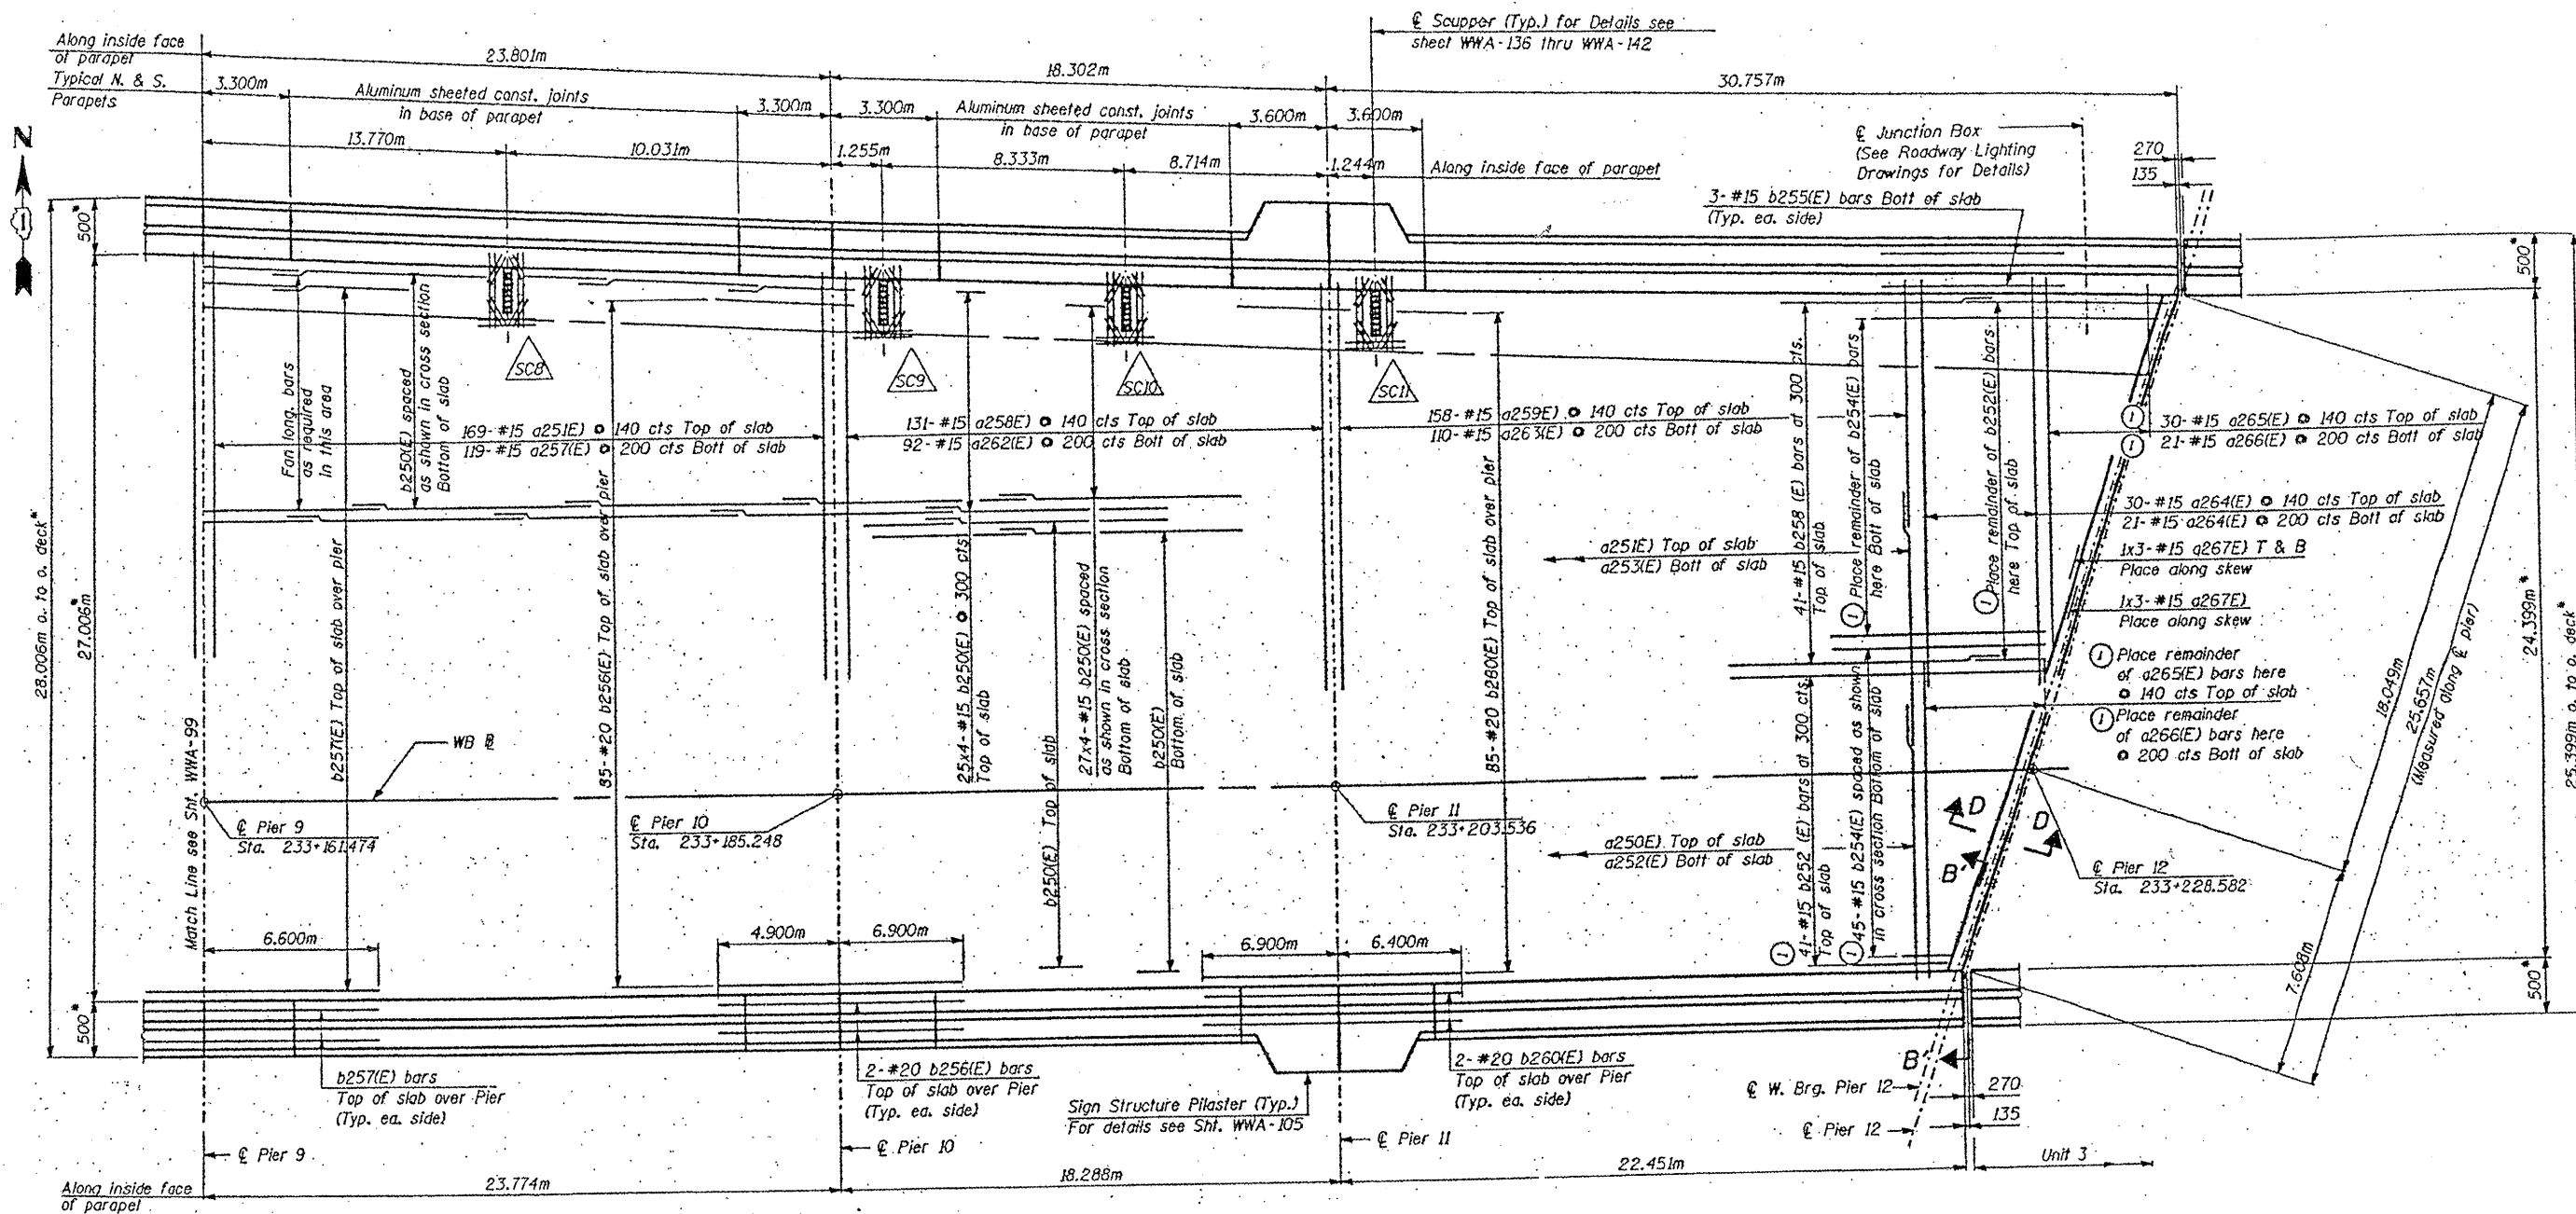 ℄ Scupper (Typ.) for Details see
sheet WWA-136 thru WWA-142
Along inside face
of parapet
Typical N. & S.
Parapets
23.801m
18.302m
30.757m
3.300m
Aluminum sheeted const. joints
in base of parapet
3.300m
3.300m
Aluminum sheeted const. joints
in base of parapet
3.600m
3.600m
13.770m
10.031m
1.255m
8.333m
8.714m
1.244m
Along inside face of parapet
℄ Junction Box
(See Roadway Lighting
Drawings for Details)
270
135
3-#15 b255(E) bars Bott of slab
(Typ. ea. side)
N
500*
27.006m*
28.006m o. to o. deck*
500*
SC8
SC9
SC10
SC11
Fan long. bars
as required
In this area
b250(E) spaced
as shown in cross section
Bottom of slab
169-#15 a251(E) @ 140 cts Top of slab
119-#15 a257(E) @ 200 cts Bott of slab
131-#15 a258E) @ 140 cts Top of slab
92-#15 a262(E) @ 200 cts Bott of slab
158-#15 a259E) @ 140 cts Top of slab
110-#15 a263(E) @ 200 cts Bott of slab
1
30-#15 a265(E) @ 140 cts Top of slab
1
21-#15 a266(E) @ 200 cts Bott of slab
30-#15 a264(E) @ 140 cts Top of slab
21-#15 a264(E) @ 200 cts Bott of slab
1x3-#15 a267E) T & B
Place along skew
1x3-#15 a267E)
Place along skew
1 Place remainder
of a265(E) bars here
@ 140 cts Top of slab
1 Place remainder
of a266(E) bars here
@ 200 cts Bott of slab
b257(E) Top of slab over pier
85-#20 b256(E) Top of slab over pier
25x4-#15 b250(E) @ 300 cts
Top of slab
b250(E) Top of slab
27x4-#15 b250(E) spaced
as shown in cross section
Bottom of slab
b250(E)
Bottom of slab
85-#20 b260(E) Top of slab over pier
41-#15 b258 (E) bars at 300 cts.
Top of slab
1 Place remainder of b254(E) bars
here Bott of slab
1 Place remainder of b252(E) bars
here Top of slab
1 41-#15 b252 (E) bars at 300 cts
Top of slab
1 45-#15 b254(E) spaced as shown
in cross section Bottom of slab
a251E) Top of slab
a253(E) Bott of slab
a250E) Top of slab
a252(E) Bott of slab
Match Line see Sht. WWA-99
WB ℄
℄ Pier 9
Sta. 233+161.474
℄ Pier 10
Sta. 233+185.248
℄ Pier 11
Sta. 233+203.536
℄ Pier 12
Sta. 233+228.582
D
D
B
B
18.049m
25.657m
(Measured along ℄ pier)
7.608m
500*
24.399m*
25.399m o. to o. deck*
500*
6.600m
4.900m
6.900m
6.900m
6.400m
b257(E) bars
Top of slab over Pier
(Typ. ea. side)
2-#20 b256(E) bars
Top of slab over Pier
(Typ. ea. side)
Sign Structure Pilaster (Typ.)
For details see Sht. WWA-105
2-#20 b260(E) bars
Top of slab over Pier
(Typ. ea. side)
℄ W. Brg. Pier 12
℄ Pier 12
270
135
℄ Pier 9
℄ Pier 10
℄ Pier 11
Unit 3
Along inside face
of parapet
23.774m
18.288m
22.451m